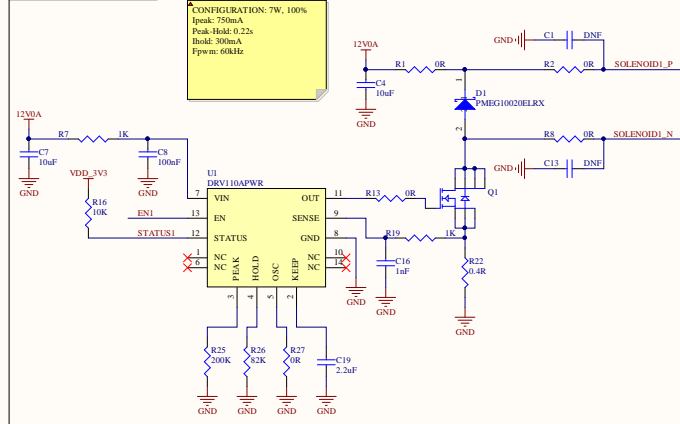 CONFIGURATION: 7W, 100%
Ipeak: 750mA
Peak-Hold: 0.22s
Ihold: 300mA
Fpwm: 60kHz
12V0A
R1
0R
C4
10uF
GND
GND
C1
DNF
R2
0R
SOLENOID1_P
1
D1
PMEG10020ELRX
2
R8
0R
SOLENOID1_N
GND
C13
DNF
12V0A
R7
1K
C7
10uF
GND
C8
100nF
GND
VDD_3V3
R16
10K
EN1
STATUS1
U1
DRV110APWR
7
VIN
13
EN
12
STATUS
1
NC
6
NC
OUT
11
SENSE
9
GND
8
NC
10
NC
14
PEAK
HOLD
OSC
KEEP
3
4
5
2
R13
0R
Q1
R19
1K
C16
1nF
GND
GND
R22
0.4R
GND
R25
200K
R26
82K
R27
0R
C19
2.2uF
GND
GND
GND
GND